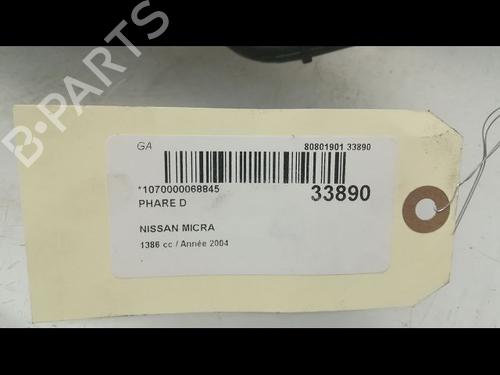 B-PARTS
GA 80801901 33890
*1070000068845 33890
PHARE D
NISSAN MICRA
1386 cc / Année 2004